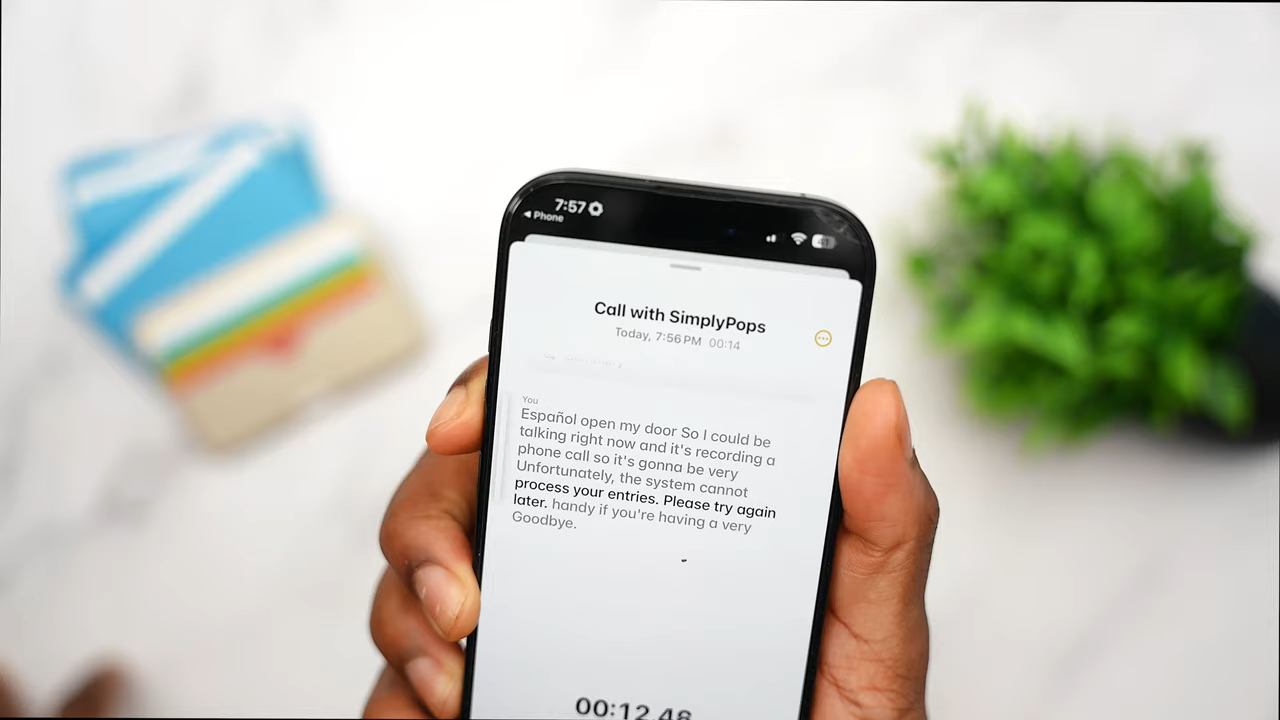 7:57
◀ Phone
Call with SimplyPops
Today, 7:56 PM 00:14
You
Español open my door So I could be
talking right now and it's recording a
phone call so it's gonna be very
Unfortunately, the system cannot
process your entries. Please try again
later. handy if you're having a very
Goodbye.
00:12.48